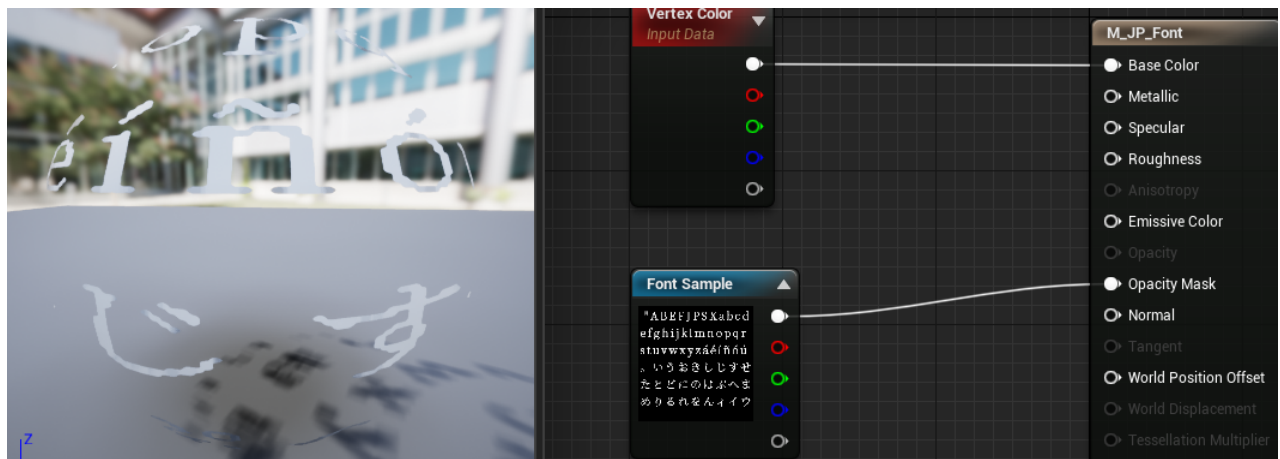 o p
é í ñ ó
じ す
Z
Vertex Color
Input Data
Font Sample
"ABEFJPSXabcd
efghijklmnopqr
stuvwxyzáéíñóú
、いうおきしじすせ
たとどにのはぶへま
めりるれをんィイウ
M_JP_Font
Base Color
Metallic
Specular
Roughness
Anisotropy
Emissive Color
Opacity
Opacity Mask
Normal
Tangent
World Position Offset
World Displacement
Tessellation Multiplier